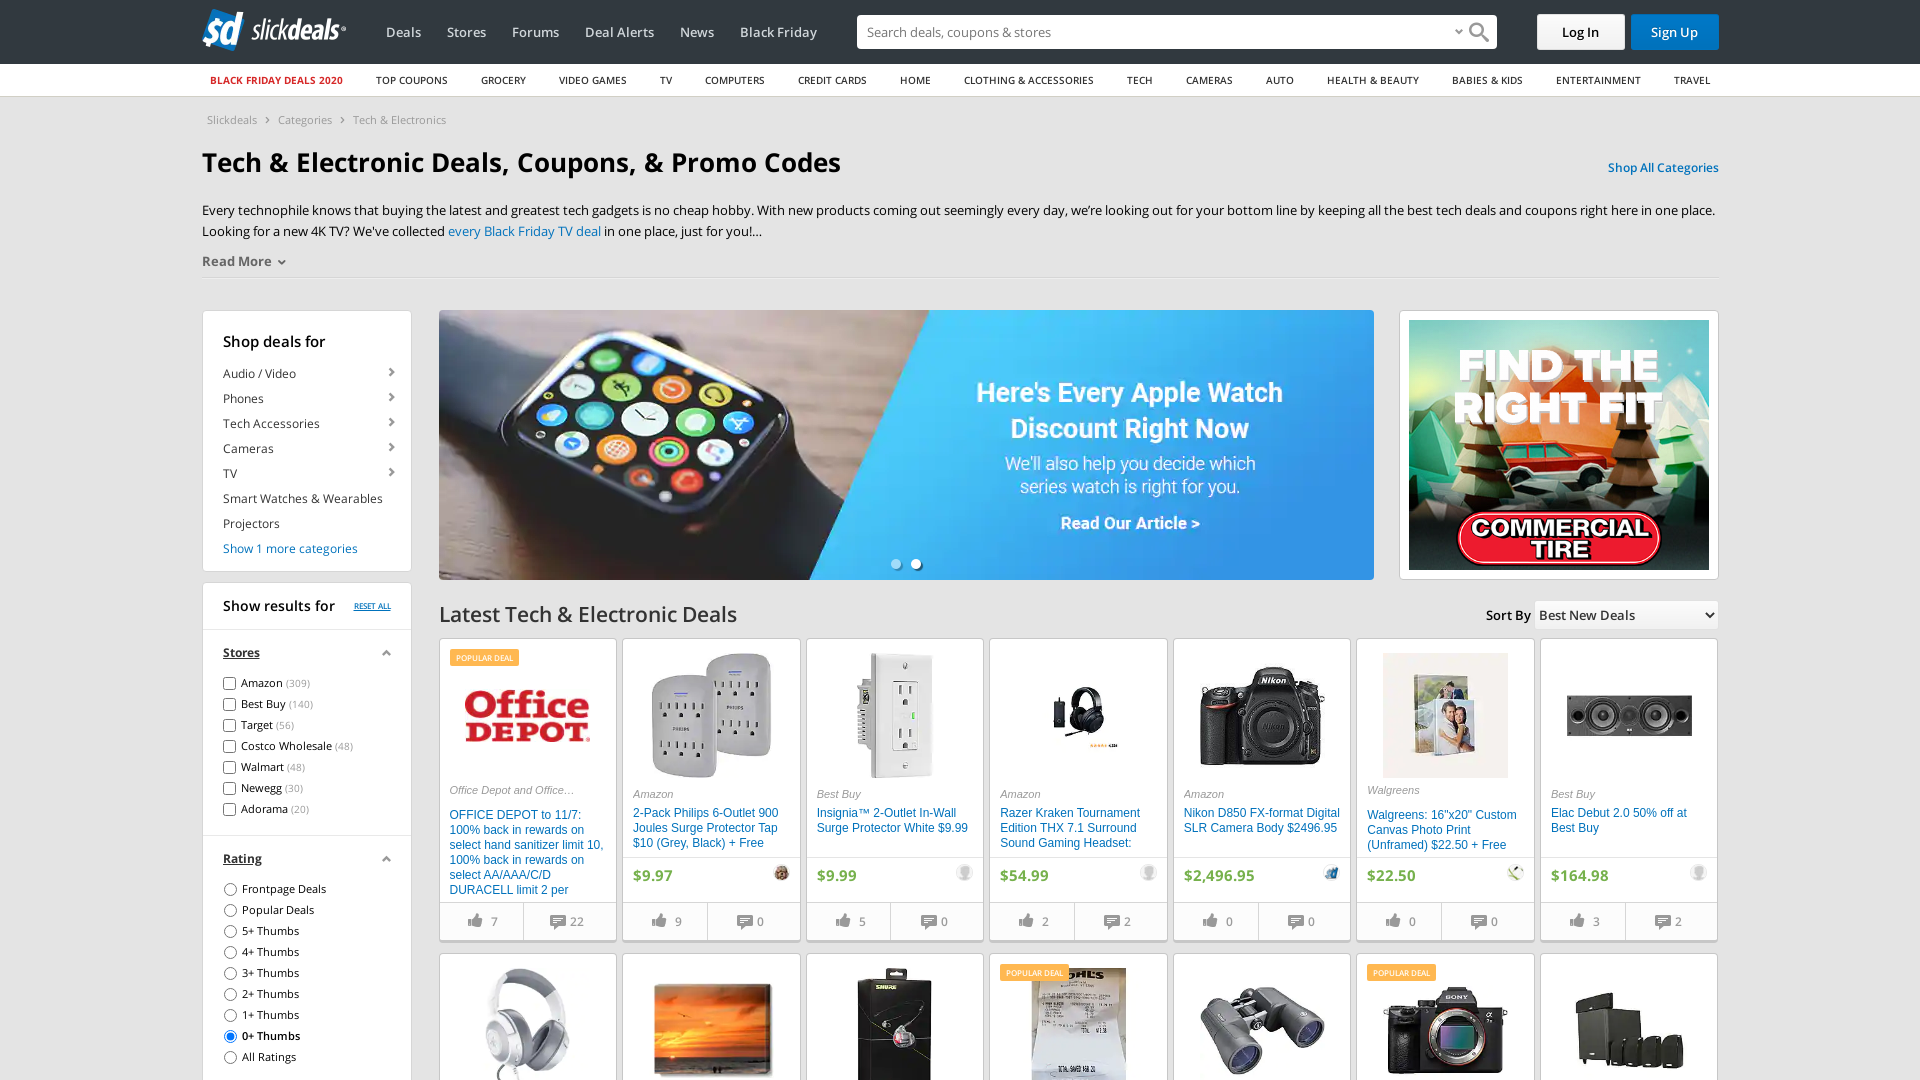 slickdeals
Deals
Stores
Forums
Deal Alerts
News
Black Friday
Search deals, coupons & stores
Log In
Sign Up
BLACK FRIDAY DEALS 2020
TOP COUPONS
GROCERY
VIDEO GAMES
TV
COMPUTERS
CREDIT CARDS
HOME
CLOTHING & ACCESSORIES
TECH
CAMERAS
AUTO
HEALTH & BEAUTY
BABIES & KIDS
ENTERTAINMENT
TRAVEL
Slickdeals > Categories > Tech & Electronics
Tech & Electronic Deals, Coupons, & Promo Codes
Shop All Categories
Every technophile knows that buying the latest and greatest tech gadgets is no cheap hobby. With new products coming out seemingly every day, we’re looking out for your bottom line by keeping all the best tech deals and coupons right here in one place.
Looking for a new 4K TV? We've collected every Black Friday TV deal in one place, just for you!...
Read More
Shop deals for
Audio / Video
Phones
Tech Accessories
Cameras
TV
Smart Watches & Wearables
Projectors
Show 1 more categories
Here's Every Apple Watch
Discount Right Now
We'll also help you decide which
series watch is right for you.
Read Our Article >
FIND THE
RIGHT FIT
COMMERCIAL
TIRE
Show results for
RESET ALL
Stores
Amazon (309)
Best Buy (140)
Target (56)
Costco Wholesale (48)
Walmart (48)
Newegg (30)
Adorama (20)
Rating
Frontpage Deals
Popular Deals
5+ Thumbs
4+ Thumbs
3+ Thumbs
2+ Thumbs
1+ Thumbs
0+ Thumbs
All Ratings
Latest Tech & Electronic Deals
Sort By Best New Deals
POPULAR DEAL
Office
DEPOT
Office Depot and Office...
OFFICE DEPOT to 11/7:
100% back in rewards on
select hand sanitizer limit 10,
100% back in rewards on
select AA/AAA/C/D
DURACELL limit 2 per
7
22
PHILIPS
PHILIPS
Amazon
2-Pack Philips 6-Outlet 900
Joules Surge Protector Tap
$10 (Grey, Black) + Free
$9.97
9
0
Best Buy
Insignia™ 2-Outlet In-Wall
Surge Protector White $9.99
$9.99
5
0
Amazon
Razer Kraken Tournament
Edition THX 7.1 Surround
Sound Gaming Headset:
$54.99
2
2
Nikon
Amazon
Nikon D850 FX-format Digital
SLR Camera Body $2496.95
$2,496.95
0
0
Walgreens
Walgreens: 16"x20" Custom
Canvas Photo Print
(Unframed) $22.50 + Free
$22.50
0
0
Best Buy
Elac Debut 2.0 50% off at
Best Buy
$164.98
3
2
SHURE
POPULAR DEAL
POPULAR DEAL
SONY